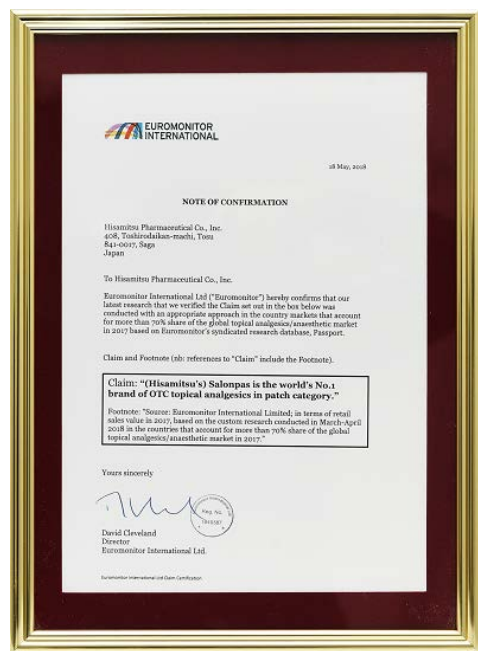 EUROMONITOR
INTERNATIONAL
18 May, 2018
NOTE OF CONFIRMATION
Hisamitsu Pharmaceutical Co., Inc.
408, Toshirodaikan-machi, Tosu
841-0017, Saga
Japan
To Hisamitsu Pharmaceutical Co., Inc.
Euromonitor International Ltd ("Euromonitor") hereby confirms that our
latest research that we verified the Claim set out in the box below was
conducted with an appropriate approach in the country markets that account
for more than 70% share of the global topical analgesics/anaesthetic market
in 2017 based on Euromonitor's syndicated research database, Passport.
Claim and Footnote (nb: references to "Claim" include the Footnote).
Claim: "(Hisamitsu's) Salonpas is the world's No.1
brand of OTC topical analgesics in patch category."
Footnote: "Source: Euromonitor International Limited; in terms of retail
sales value in 2017, based on the custom research conducted in March-April
2018 in the countries that account for more than 70% share of the global
topical analgesics/anaesthetic market in 2017."
Yours sincerely
Reg. No.
David Cleveland
Director
Euromonitor International Ltd.
Euromonitor International Ltd Claim Certification